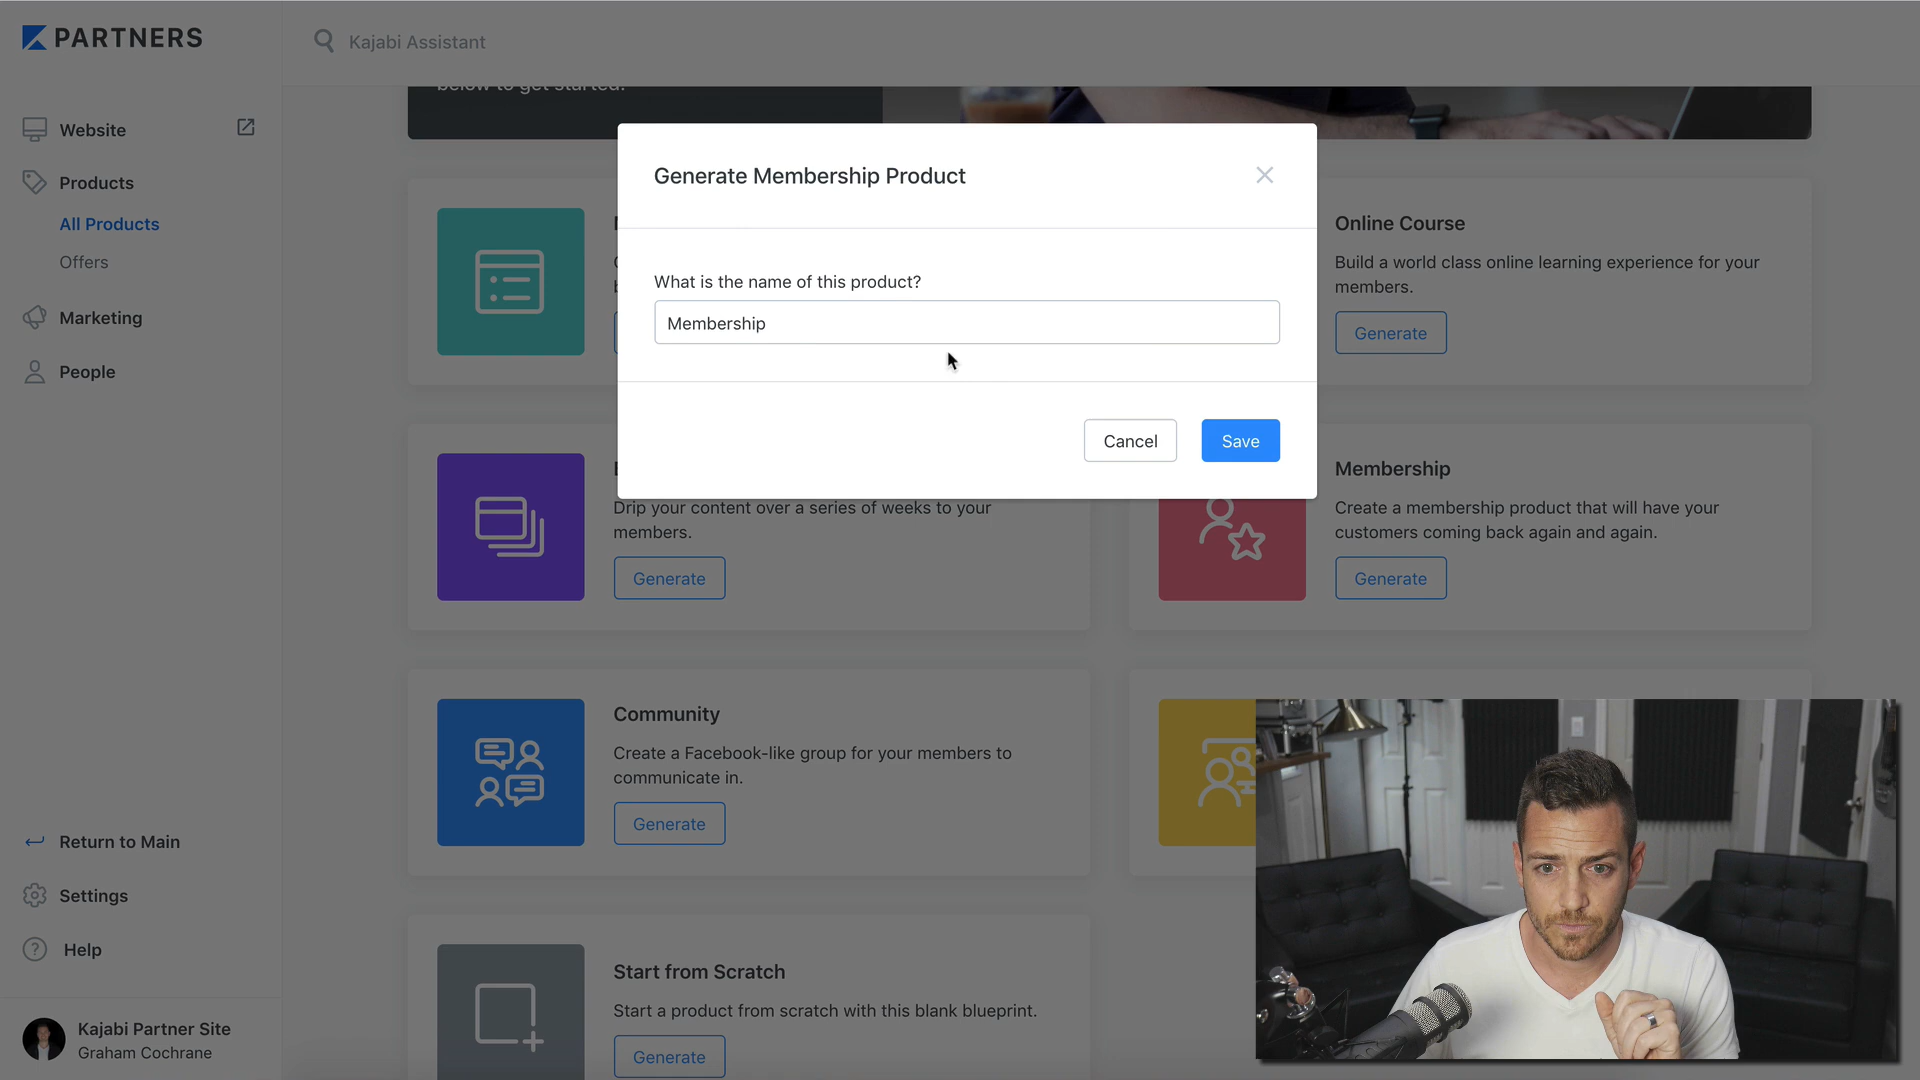 PARTNERS
Kajabi Assistant
Website
Products
All Products
Offers
Marketing
People
Return to Main
Settings
? Help
Kajabi Partner Site
Graham Cochrane
below to get started.
Generate Membership Product
What is the name of this product?
Membership
Cancel
Save
Online Course
Build a world class online learning experience for your
members.
Generate
Drip your content over a series of weeks to your
members.
Generate
Membership
Create a membership product that will have your
customers coming back again and again.
Generate
Community
Create a Facebook-like group for your members to
communicate in.
Generate
Start from Scratch
Start a product from scratch with this blank blueprint.
Generate